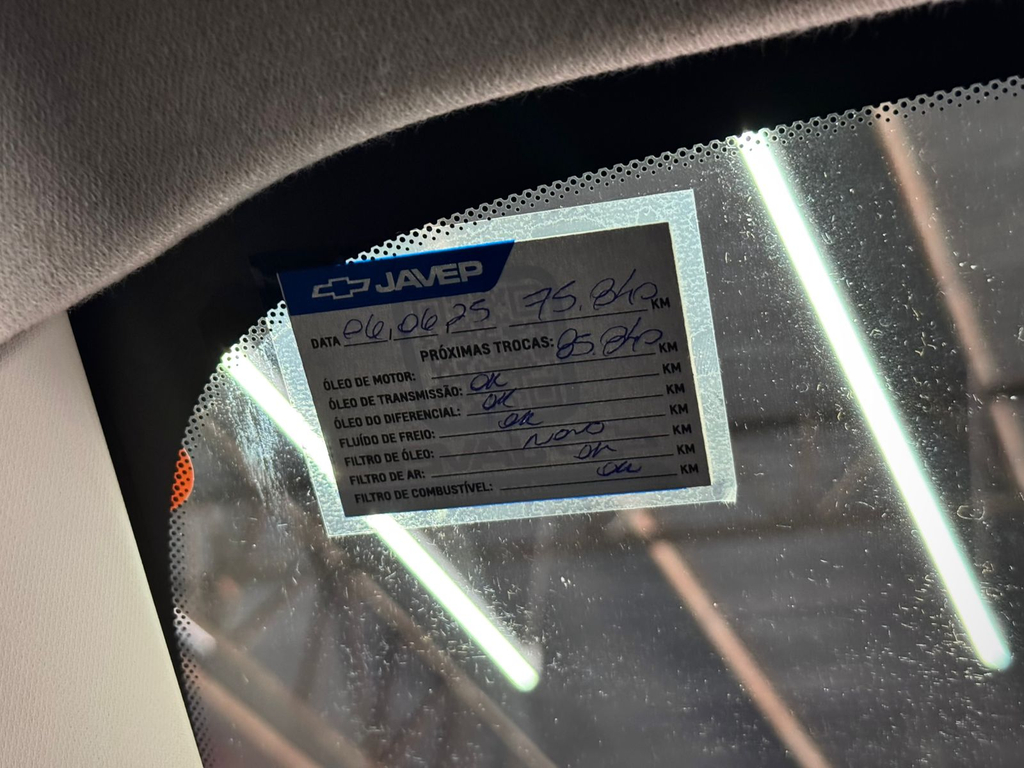 JAVEP
DATA 06,06,25 75.840 KM
PRÓXIMAS TROCAS: 85.840 KM
ÓLEO DE MOTOR: KM
ÓLEO DE TRANSMISSÃO: OK KM
ÓLEO DO DIFERENCIAL: OK KM
FLUÍDO DE FREIO: OK KM
FILTRO DE ÓLEO: NOVO KM
FILTRO DE AR: OK KM
FILTRO DE COMBUSTÍVEL: OK KM